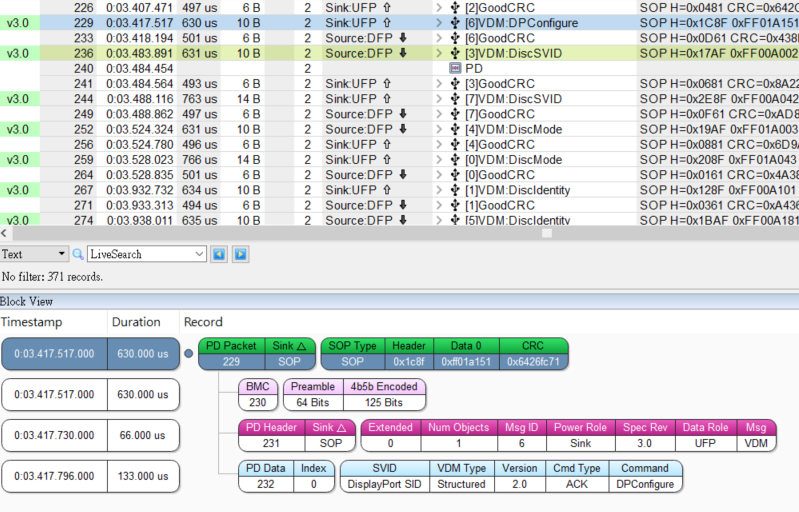 226 0:03.407.471 497 us 6 B 2 Sink:UFP ⇧ > [2]GoodCRC SOP H=0x0481 CRC=0x642C
v3.0 229 0:03.417.517 630 us 10 B 2 Sink:UFP ⇧ > [6]VDM:DPConfigure SOP H=0x1C8F 0xFF01A151
233 0:03.418.194 501 us 6 B 2 Source:DFP > [6]GoodCRC SOP H=0x0D61 CRC=0x438
v3.0 236 0:03.483.891 631 us 10 B 2 Source:DFP > [3]VDM:DiscSVID SOP H=0x17AF 0xFF00A002
240 0:03.484.454 2 PD
241 0:03.484.564 493 us 6 B 2 Sink:UFP ⇧ > [3]GoodCRC SOP H=0x0681 CRC=0x8A22
v3.0 244 0:03.488.116 763 us 14 B 2 Sink:UFP ⇧ > [7]VDM:DiscSVID SOP H=0x2E8F 0xFF00A042
249 0:03.488.862 497 us 6 B 2 Source:DFP > [7]GoodCRC SOP H=0x0F61 CRC=0xAD8
v3.0 252 0:03.524.324 631 us 10 B 2 Source:DFP > [4]VDM:DiscMode SOP H=0x19AF 0xFF01A003
256 0:03.524.780 496 us 6 B 2 Sink:UFP ⇧ > [4]GoodCRC SOP H=0x0881 CRC=0x6D9
v3.0 259 0:03.528.023 766 us 14 B 2 Sink:UFP ⇧ > [0]VDM:DiscMode SOP H=0x208F 0xFF01A043
264 0:03.528.835 501 us 6 B 2 Source:DFP > [0]GoodCRC SOP H=0x0161 CRC=0x4A38
v3.0 267 0:03.932.732 634 us 10 B 2 Sink:UFP ⇧ > [1]VDM:DiscIdentity SOP H=0x128F 0xFF00A101
271 0:03.933.313 494 us 6 B 2 Source:DFP > [1]GoodCRC SOP H=0x0361 CRC=0xA436
v3.0 274 0:03.938.011 635 us 10 B 2 Source:DFP > [5]VDM:DiscIdentity SOP H=0x1BAF 0xFF00A181
Text LiveSearch
No filter: 371 records.
Block View
Timestamp Duration Record
PD Packet Sink △ SOP Type Header Data 0 CRC
0:03.417.517.000 630.000 us 229 SOP SOP 0x1c8f 0xff01a151 0x6426fc71
BMC Preamble 4b5b Encoded
0:03.417.517.000 630.000 us 230 64 Bits 125 Bits
PD Header Sink △ Extended Num Objects Msg ID Power Role Spec Rev Data Role Msg
0:03.417.730.000 66.000 us 231 SOP 0 1 6 Sink 3.0 UFP VDM
PD Data Index SVID VDM Type Version Cmd Type Command
0:03.417.796.000 133.000 us 232 0 DisplayPort SID Structured 2.0 ACK DPConfigure